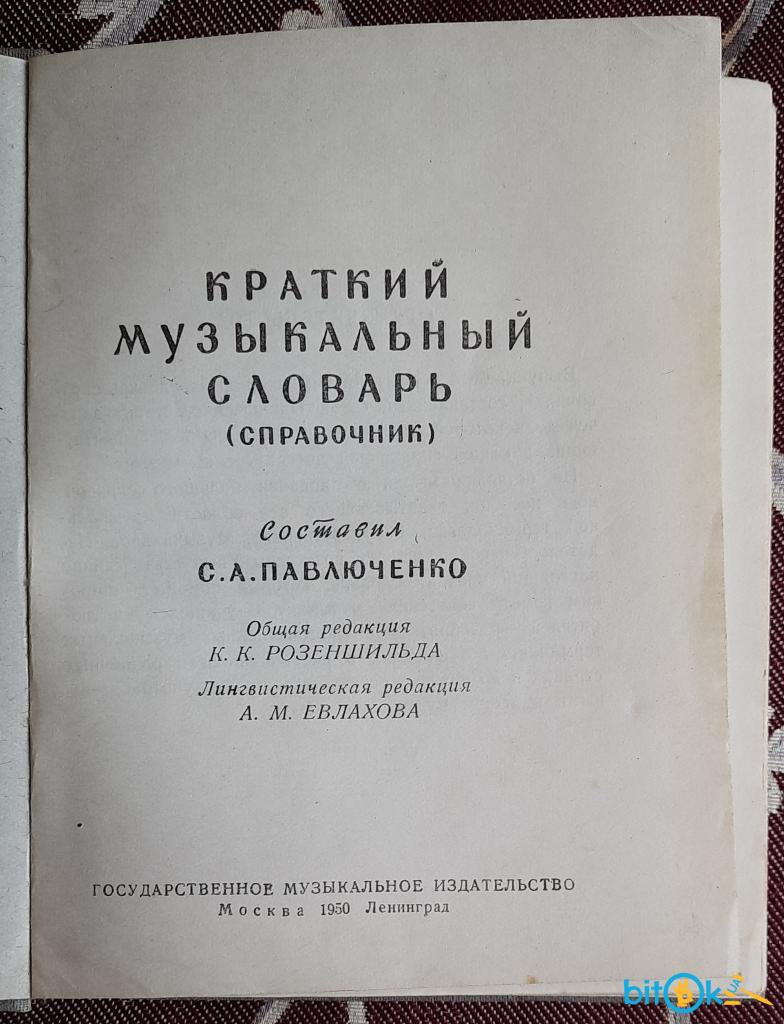 КРАТКИЙ
МУЗЫКАЛЬНЫЙ
СЛОВАРЬ
(СПРАВОЧНИК)
Составил
С.А.ПАВЛЮЧЕНКО
Общая редакция
К. К. РОЗЕНШИЛЬДА
Лингвистическая редакция
А. М. ЕВЛАХОВА
ГОСУДАРСТВЕННОЕ МУЗЫКАЛЬНОЕ ИЗДАТЕЛЬСТВО
Москва 1950 Ленинград
bitOk.UA